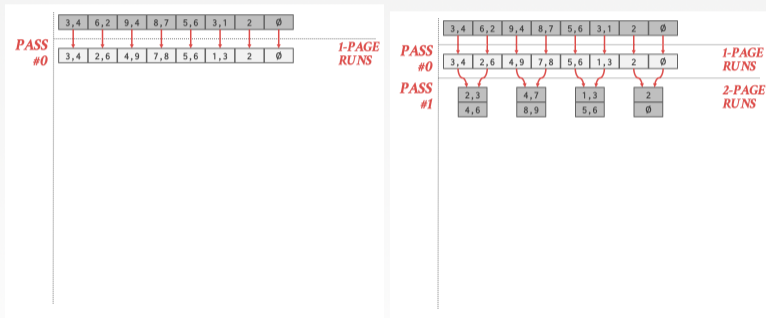 3,4 6,2 9,4 8,7 5,6 3,1 2 Ø
PASS #0
1-PAGE RUNS
3,4 2,6 4,9 7,8 5,6 1,3 2 Ø
3,4 6,2 9,4 8,7 5,6 3,1 2 Ø
PASS #0
1-PAGE RUNS
3,4 2,6 4,9 7,8 5,6 1,3 2 Ø
PASS #1
2-PAGE RUNS
2,3 4,7 1,3 2
4,6 8,9 5,6 Ø